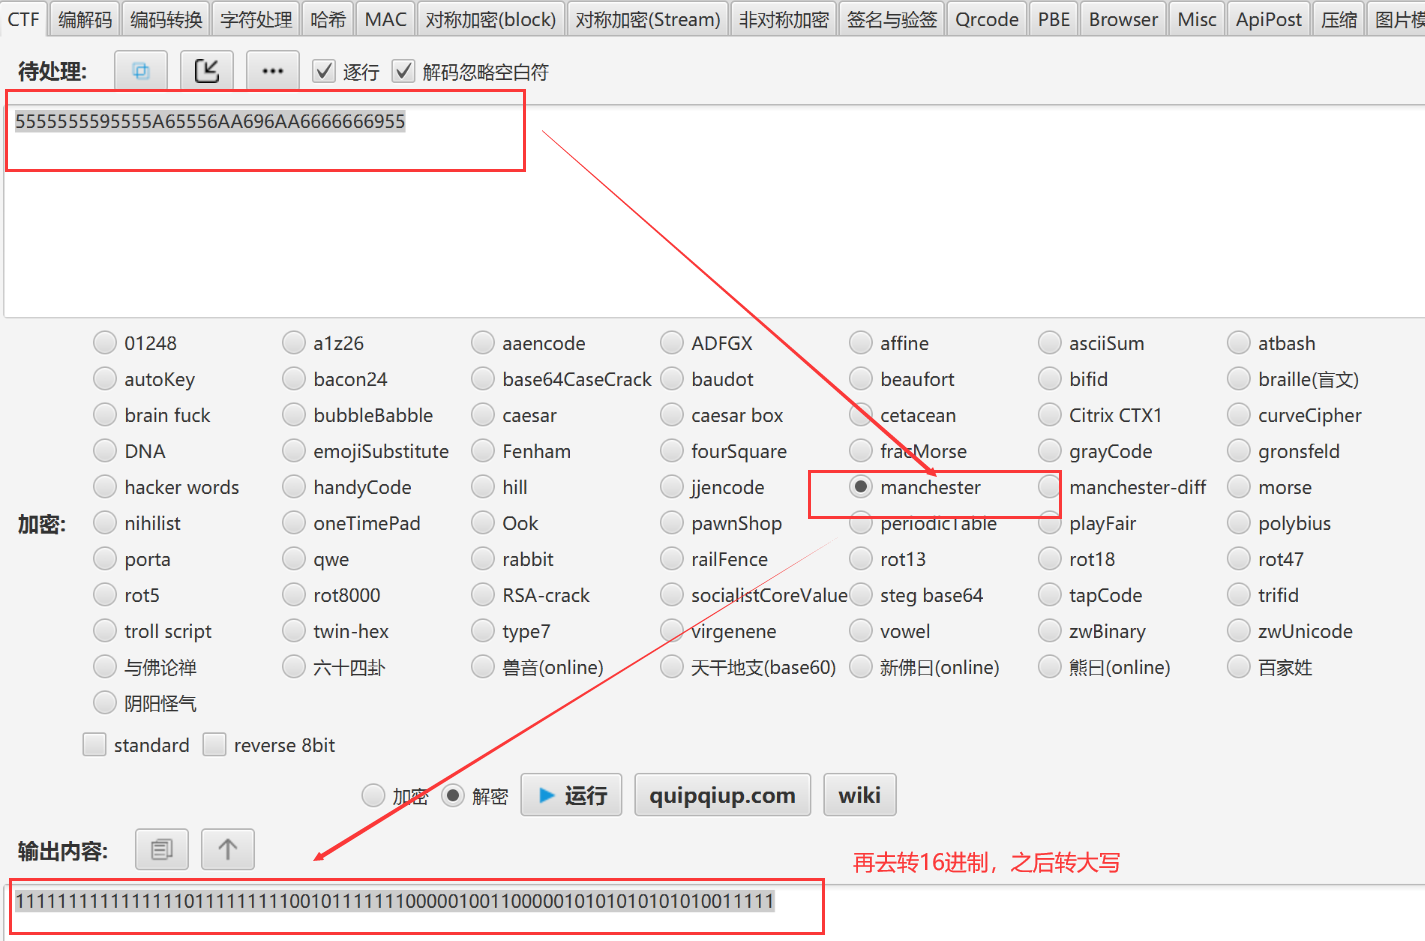 CTF 编解码 编码转换 字符处理 哈希 MAC 对称加密(block) 对称加密(Stream) 非对称加密 签名与验签 Qrcode PBE Browser Misc ApiPost 压缩
待处理: ... 逐行 解码忽略空白符
5555555595555A65556AA696AA6666666955
01248 a1z26 aaencode ADFGX affine asciiSum atbash
autoKey bacon24 base64CaseCrack baudot beaufort bifid braille(盲文)
brain fuck bubbleBabble caesar caesar box cetacean Citrix CTX1 curveCipher
DNA emojiSubstitute Fenham fourSquare fracMorse grayCode gronsfeld
hacker words handyCode hill jjencode manchester manchester-diff morse
加密: nihilist oneTimePad Ook pawnShop periodicTable playFair polybius
porta qwe rabbit railFence rot13 rot18 rot47
rot5 rot8000 RSA-crack socialistCoreValue steg base64 tapCode trifid
troll script twin-hex type7 virgenene vowel zwBinary zwUnicode
与佛论禅 六十四卦 兽音(online) 天干地支(base60) 新佛曰(online) 熊曰(online) 百家姓
阴阳怪气
standard reverse 8bit
加密 解密 运行 quipqiup.com wiki
输出内容: 再去转16进制，之后转大写
111111111111111101111111110010111111100000100110000010101010101010011111